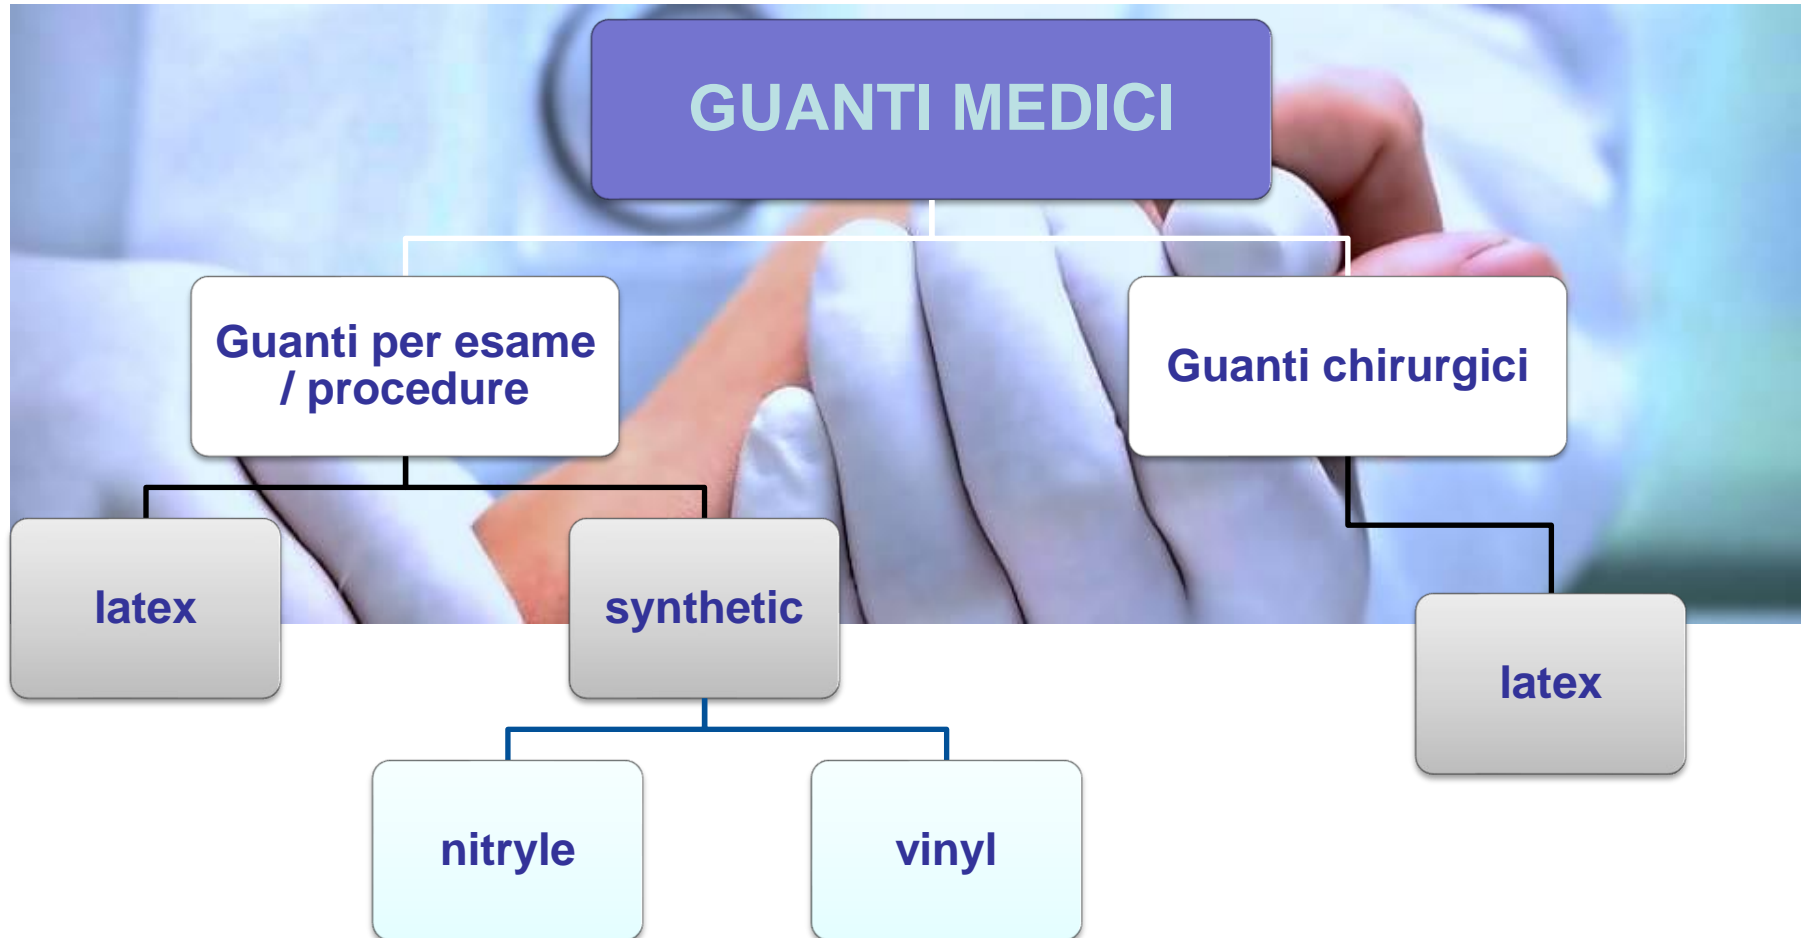 GUANTI MEDICI
Guanti per esame
/ procedure
Guanti chirurgici
latex
synthetic
latex
nitryle
vinyl